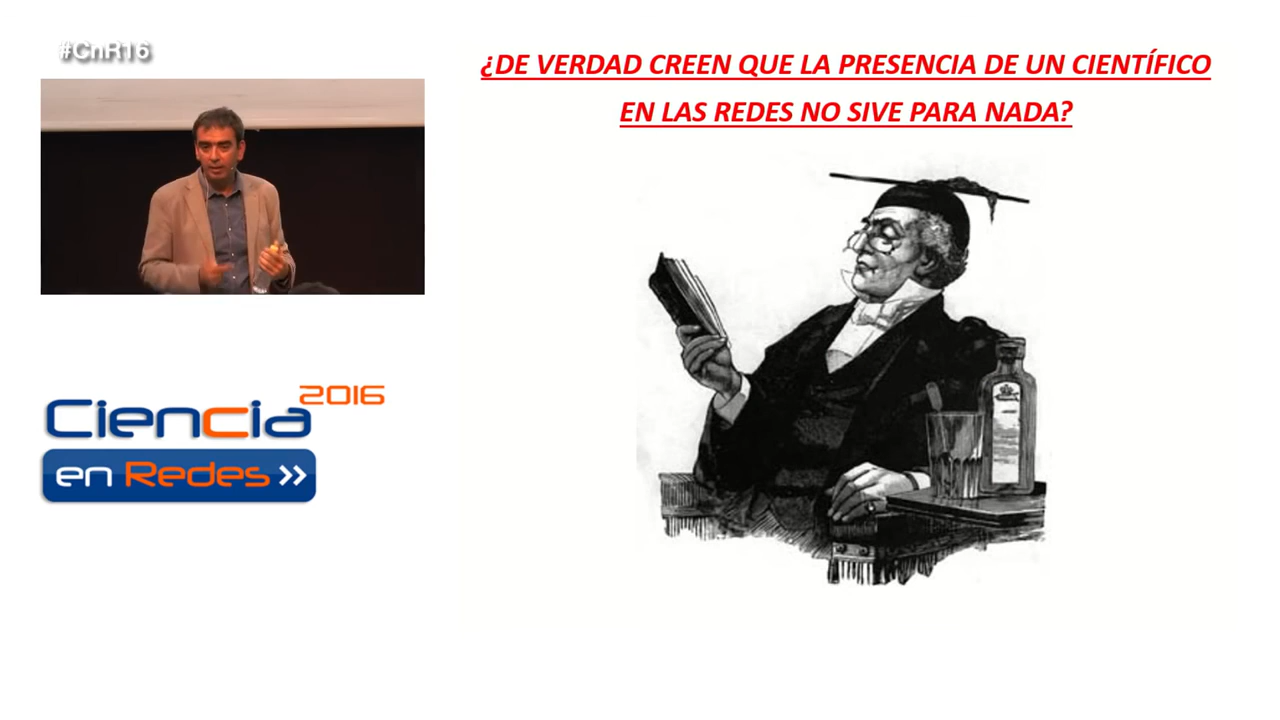 #CnR16
¿DE VERDAD CREEN QUE LA PRESENCIA DE UN CIENTÍFICO
EN LAS REDES NO SIVE PARA NADA?
Ciencia 2016
en Redes »